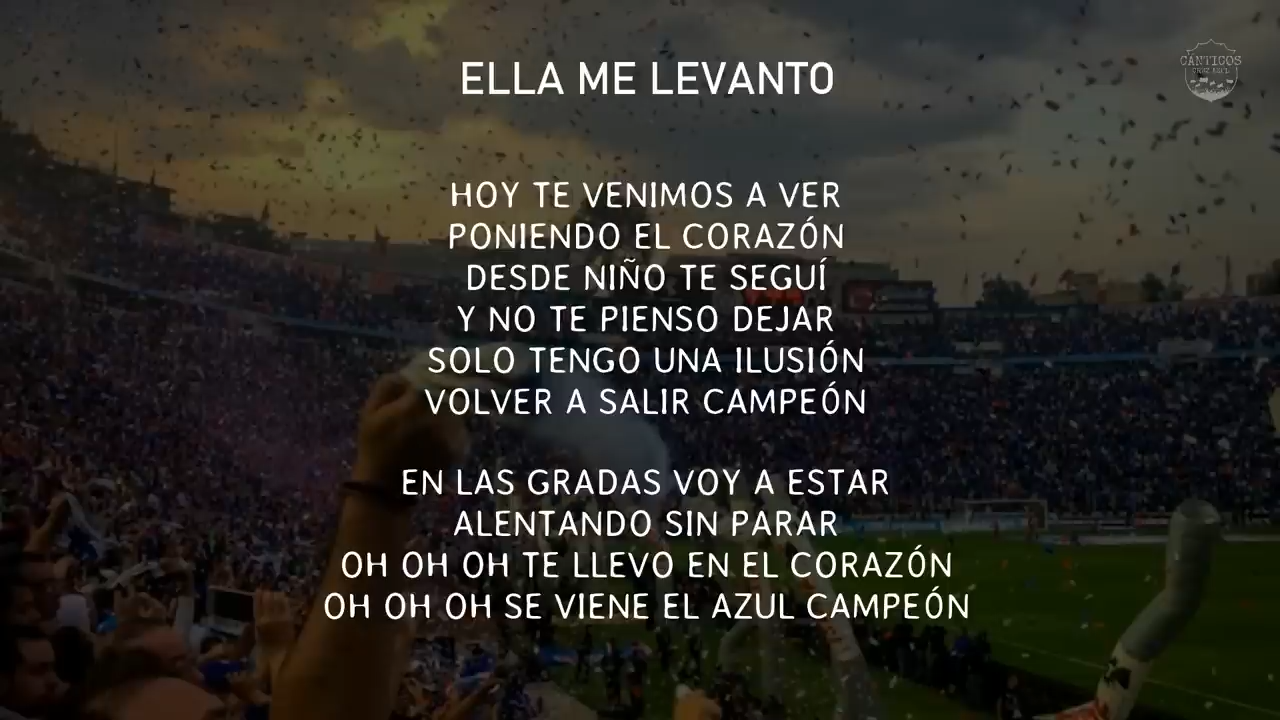 ELLA ME LEVANTO
CANTICOS
CRUZ AZUL
HOY TE VENIMOS A VER
PONIENDO EL CORAZÓN
DESDE NIÑO TE SEGUÍ
Y NO TE PIENSO DEJAR
SOLO TENGO UNA ILUSIÓN
VOLVER A SALIR CAMPEÓN
EN LAS GRADAS VOY A ESTAR
ALENTANDO SIN PARAR
OH OH OH TE LLEVO EN EL CORAZÓN
OH OH OH SE VIENE EL AZUL CAMPEÓN